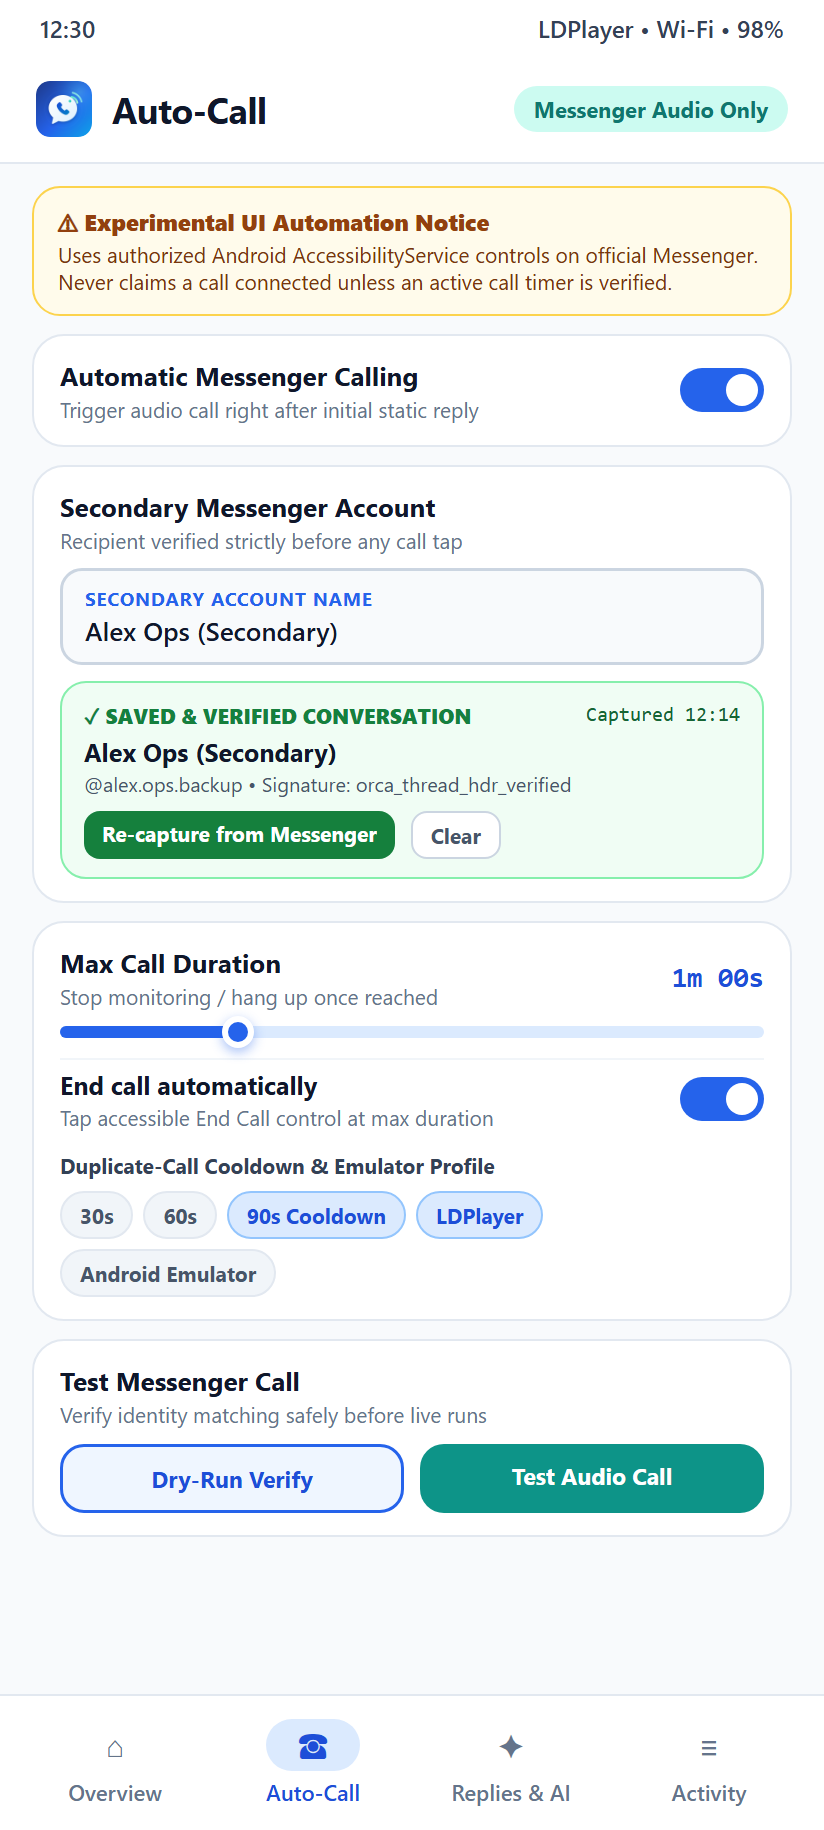 12:30
LDPlayer • Wi-Fi • 98%
Auto-Call
Messenger Audio Only
⚠ Experimental UI Automation Notice
Uses authorized Android AccessibilityService controls on official Messenger.
Never claims a call connected unless an active call timer is verified.
Automatic Messenger Calling
Trigger audio call right after initial static reply
Secondary Messenger Account
Recipient verified strictly before any call tap
SECONDARY ACCOUNT NAME
Alex Ops (Secondary)
✓ SAVED & VERIFIED CONVERSATION
Captured 12:14
Alex Ops (Secondary)
@alex.ops.backup • Signature: orca_thread_hdr_verified
Re-capture from Messenger
Clear
Max Call Duration
1m 00s
Stop monitoring / hang up once reached
End call automatically
Tap accessible End Call control at max duration
Duplicate-Call Cooldown & Emulator Profile
30s
60s
90s Cooldown
LDPlayer
Android Emulator
Test Messenger Call
Verify identity matching safely before live runs
Dry-Run Verify
Test Audio Call
Overview
Auto-Call
Replies & AI
Activity